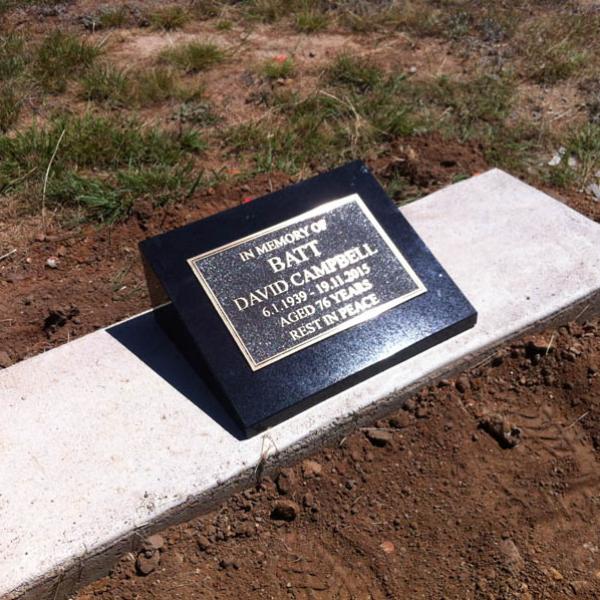 IN MEMORY OF
BATT
DAVID CAMPBELL
6.1.1939 - 19.11.2015
AGED 76 YEARS
REST IN PEACE